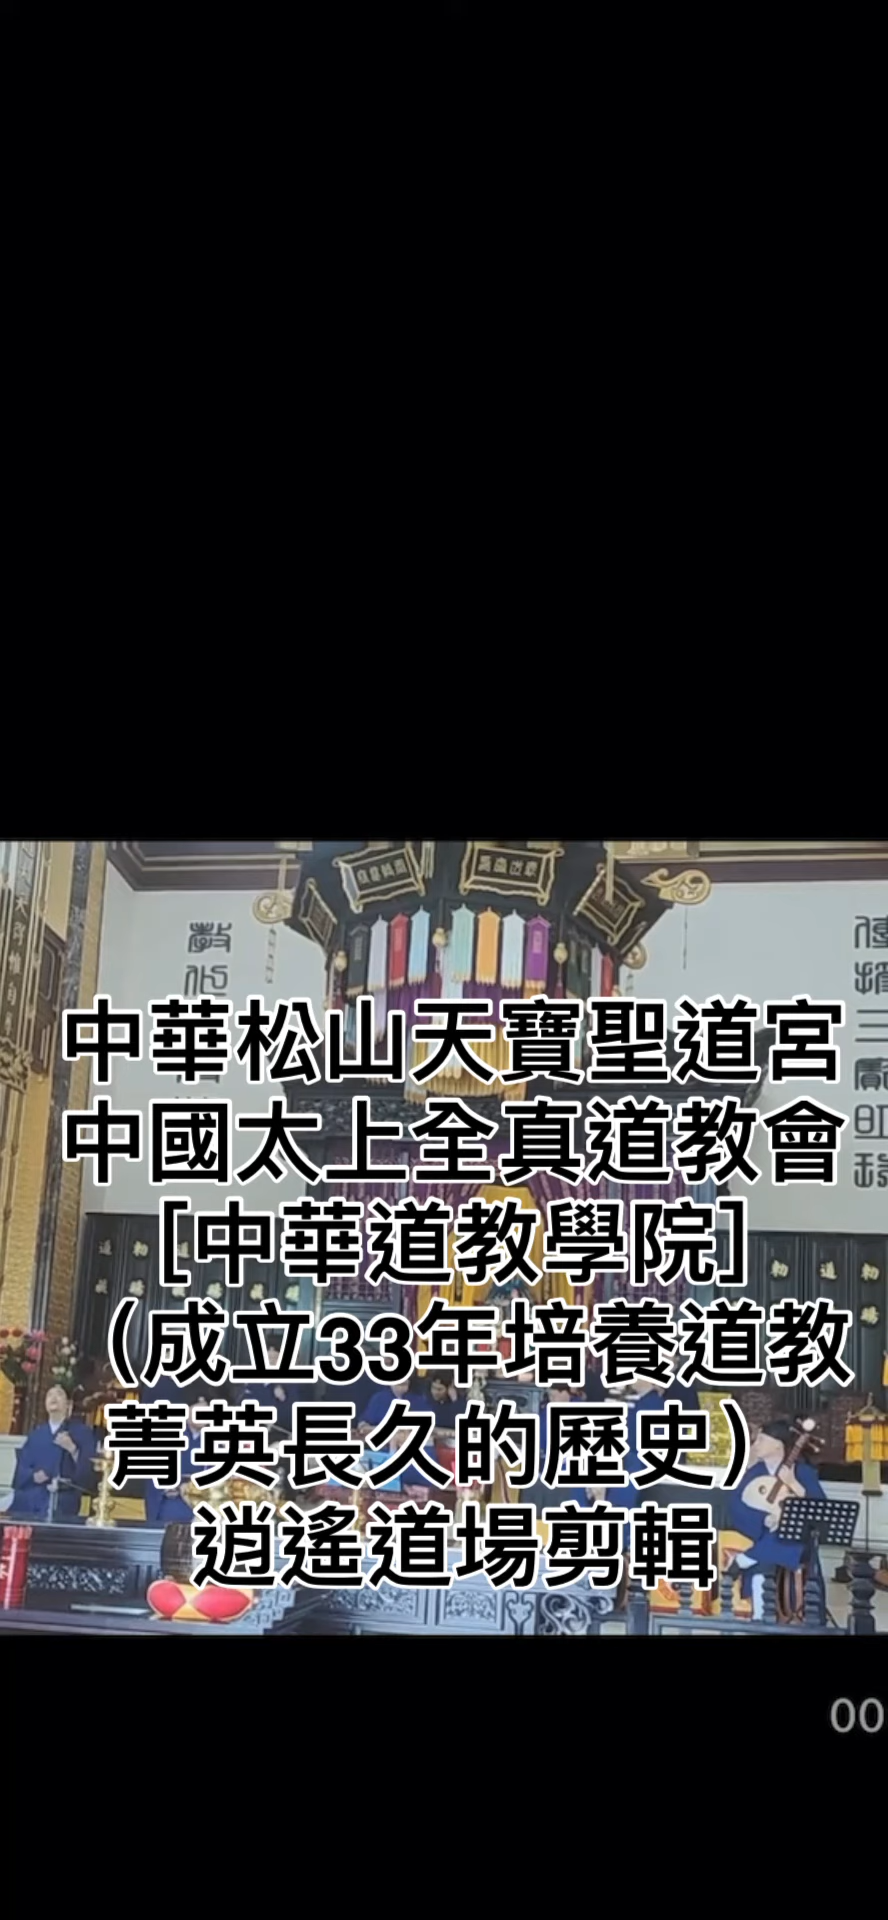 教
化
中華松山天寶聖道宮
中國太上全真道教會
［中華道教學院］
（成立33年培養道教
菁英長久的歷史）
逍遙道場剪輯
00